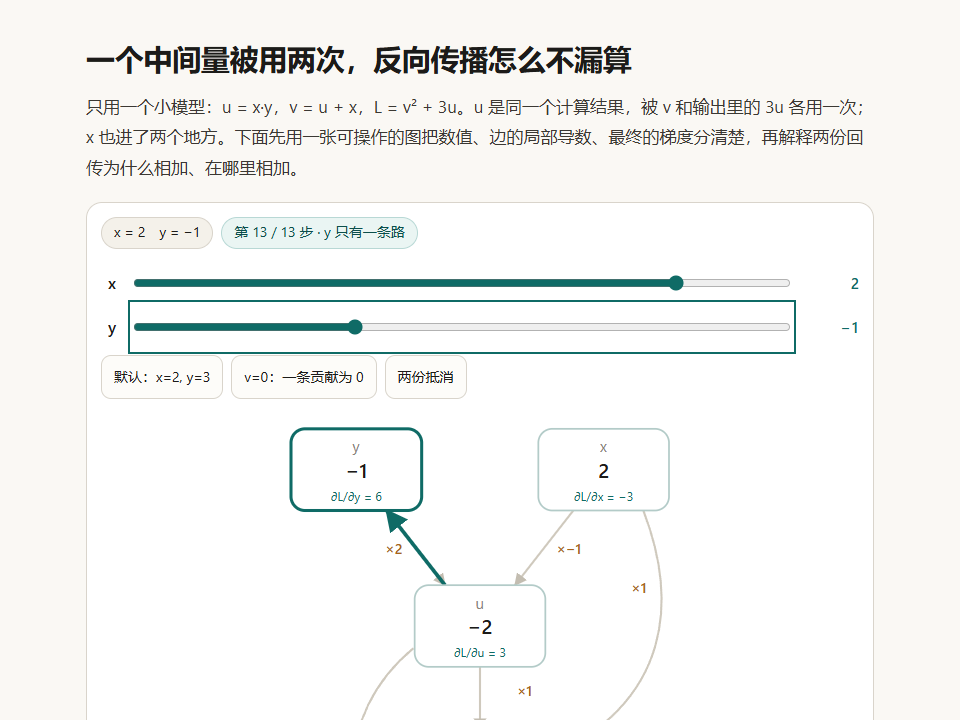 一个中间量被用两次，反向传播怎么不漏算
只用一个小模型：u = x·y，v = u + x，L = v² + 3u。u 是同一个计算结果，被 v 和输出里的 3u 各用一次；
x 也进了两个地方。下面先用一张可操作的图把数值、边的局部导数、最终的梯度分清楚，再解释两份回
传为什么相加、在哪里相加。
x = 2 y = −1
第 13 / 13 步 · y 只有一条路
x
2
y
−1
默认：x=2, y=3
v=0：一条贡献为 0
两份抵消
y
−1
∂L/∂y = 6
x
2
∂L/∂x = −3
×2
×−1
×1
u
−2
∂L/∂u = 3
×1